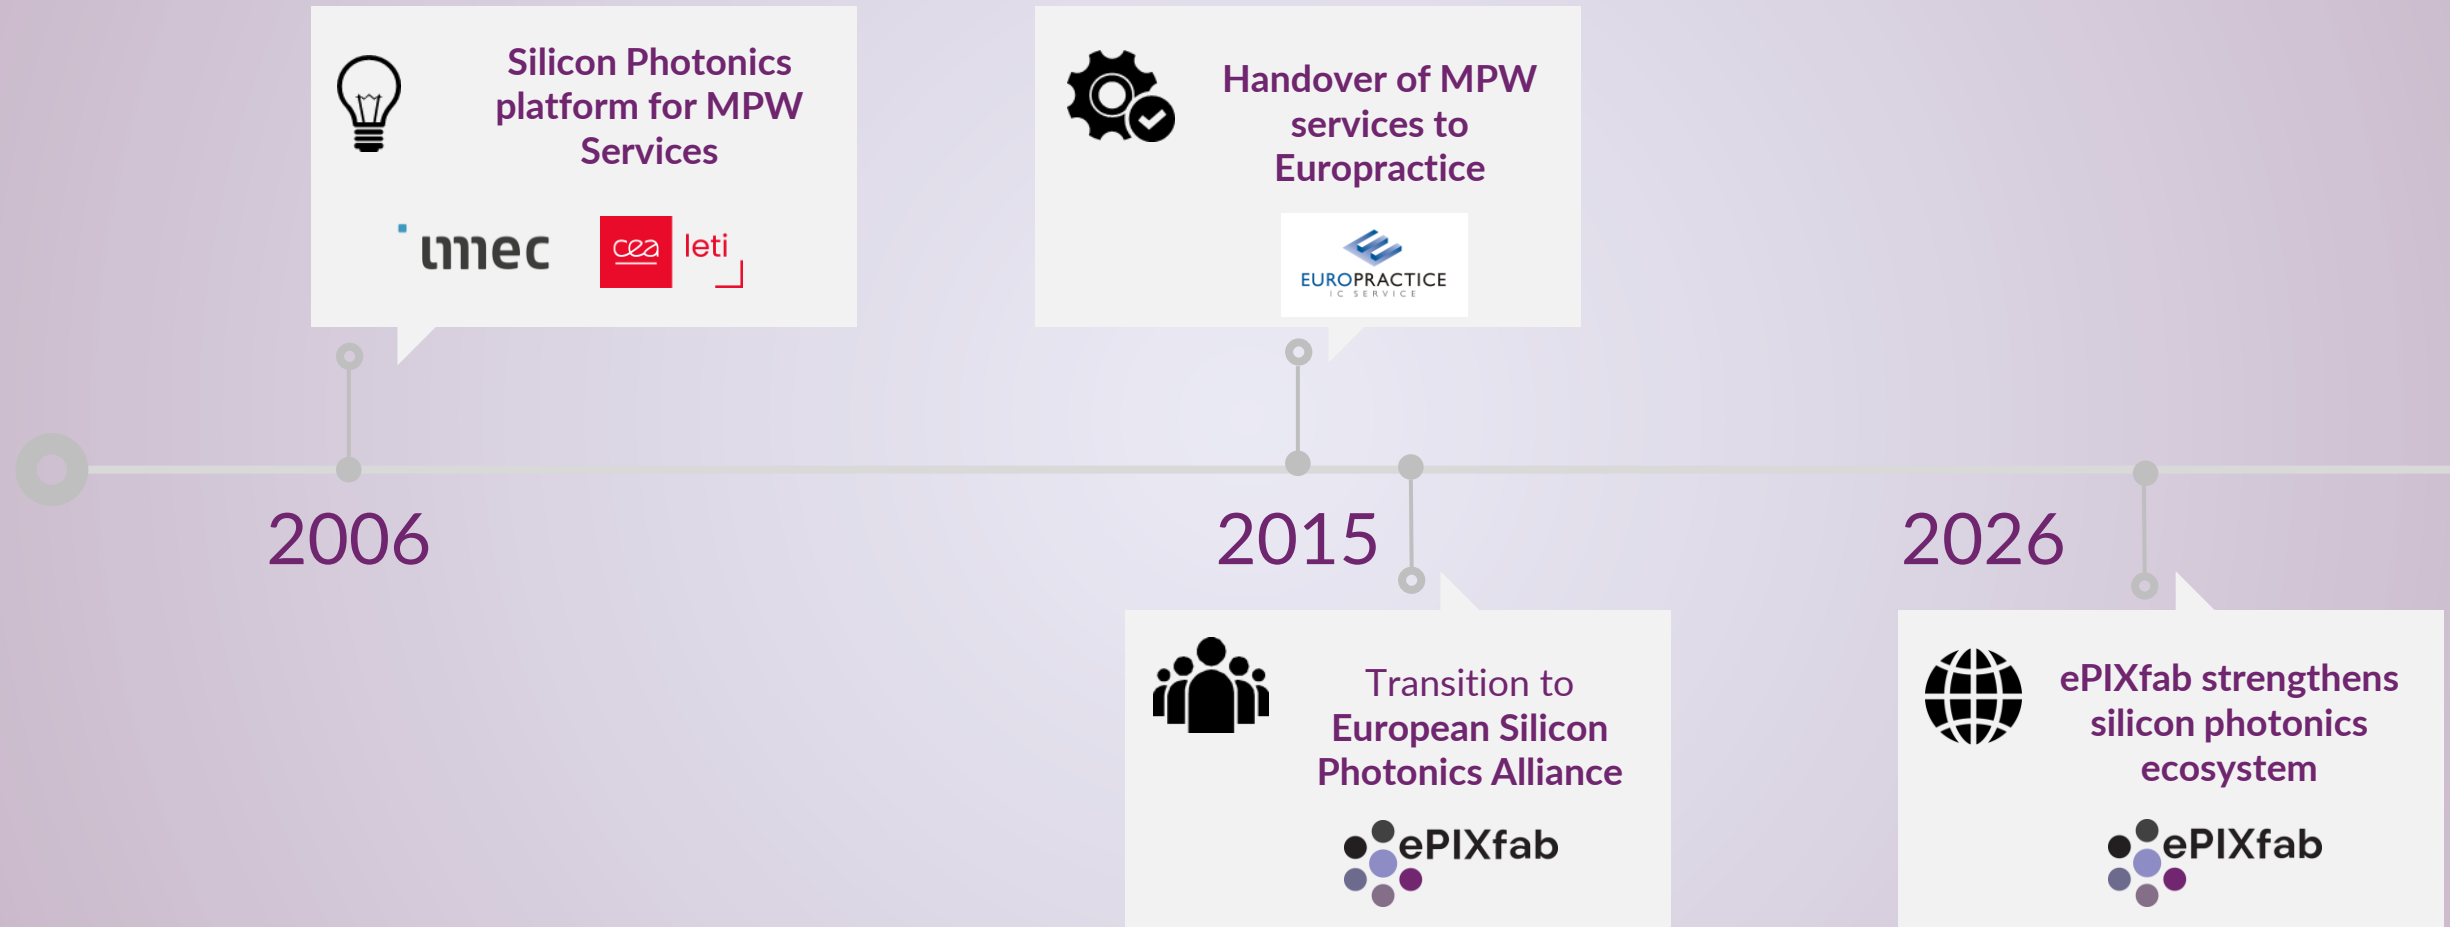 Silicon Photonics
platform for MPW
Services
imec
cea
leti
Handover of MPW
services to
Europractice
EUROPRACTICE
IC SERVICE
2006
2015
2026
Transition to
European Silicon
Photonics Alliance
ePIXfab
ePIXfab strengthens
silicon photonics
ecosystem
ePIXfab